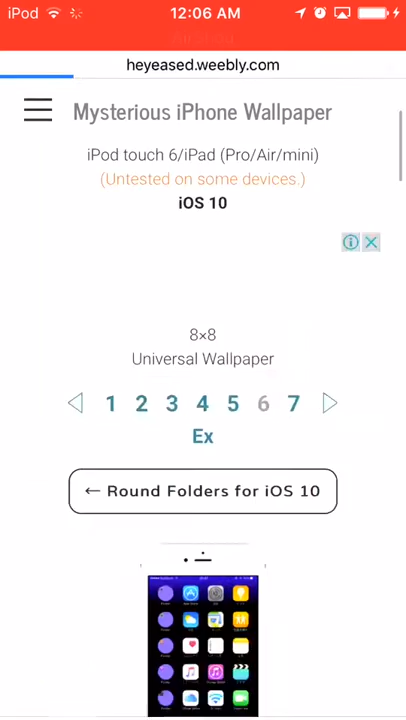 iPod 12:06 AM
heyeased.weebly.com
Mysterious iPhone Wallpaper
iPod touch 6/iPad (Pro/Air/mini)
(Untested on some devices.)
iOS 10
8×8
Universal Wallpaper
1 2 3 4 5 6 7
Ex
← Round Folders for iOS 10